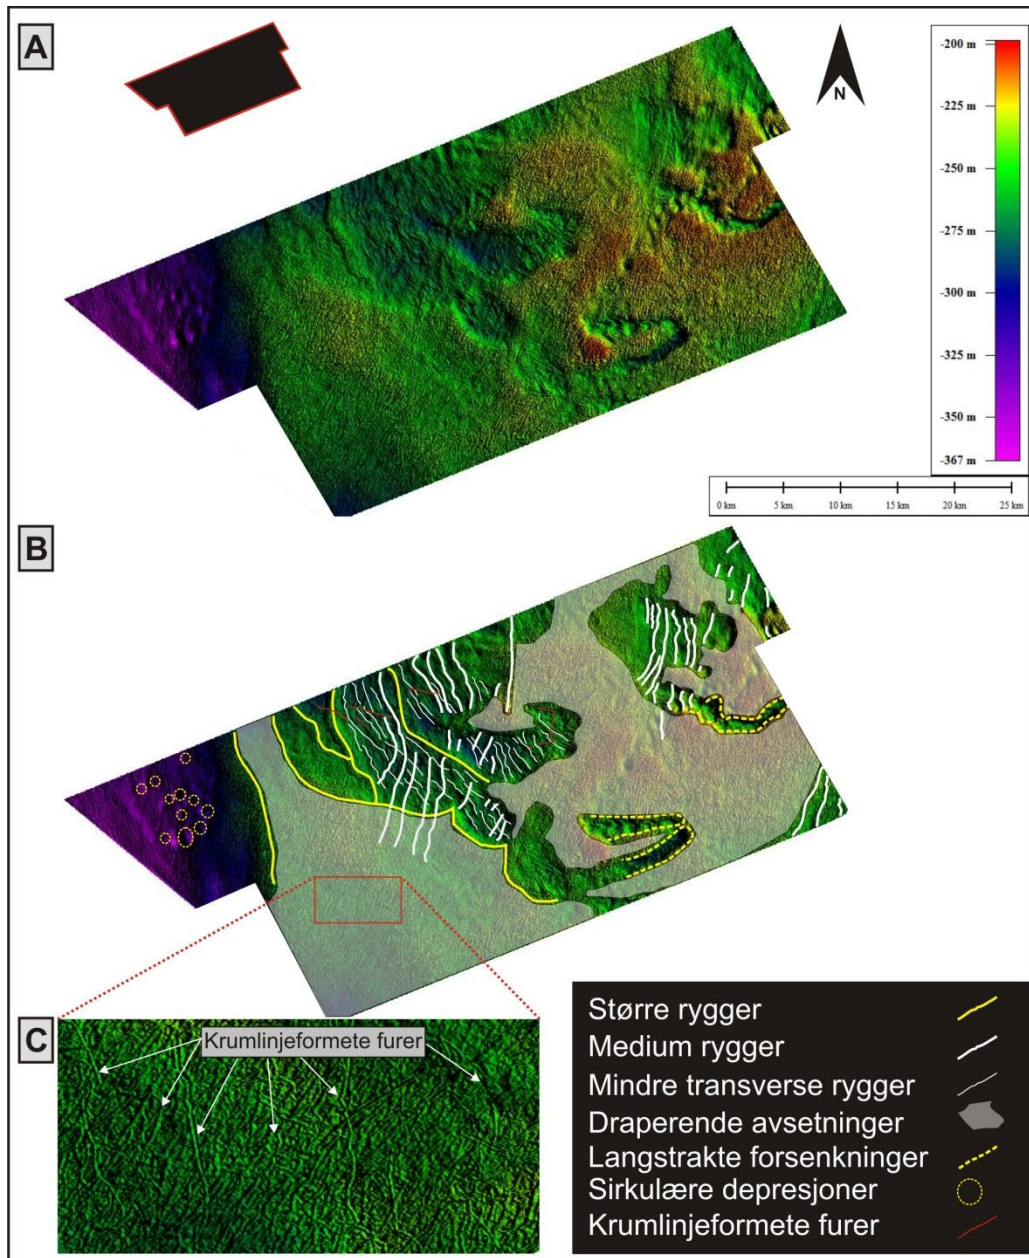 A
N
-200 m
-225 m
-250 m
-275 m
-300 m
-325 m
-350 m
-367 m
0 km 5 km 10 km 15 km 20 km 25 km
B
C
Krumlinjeformete furer
Større rygger
Medium rygger
Mindre transverse rygger
Draperende avsetninger
Langstrakte forsenkninger
Sirkulære depresjoner
Krumlinjeformete furer